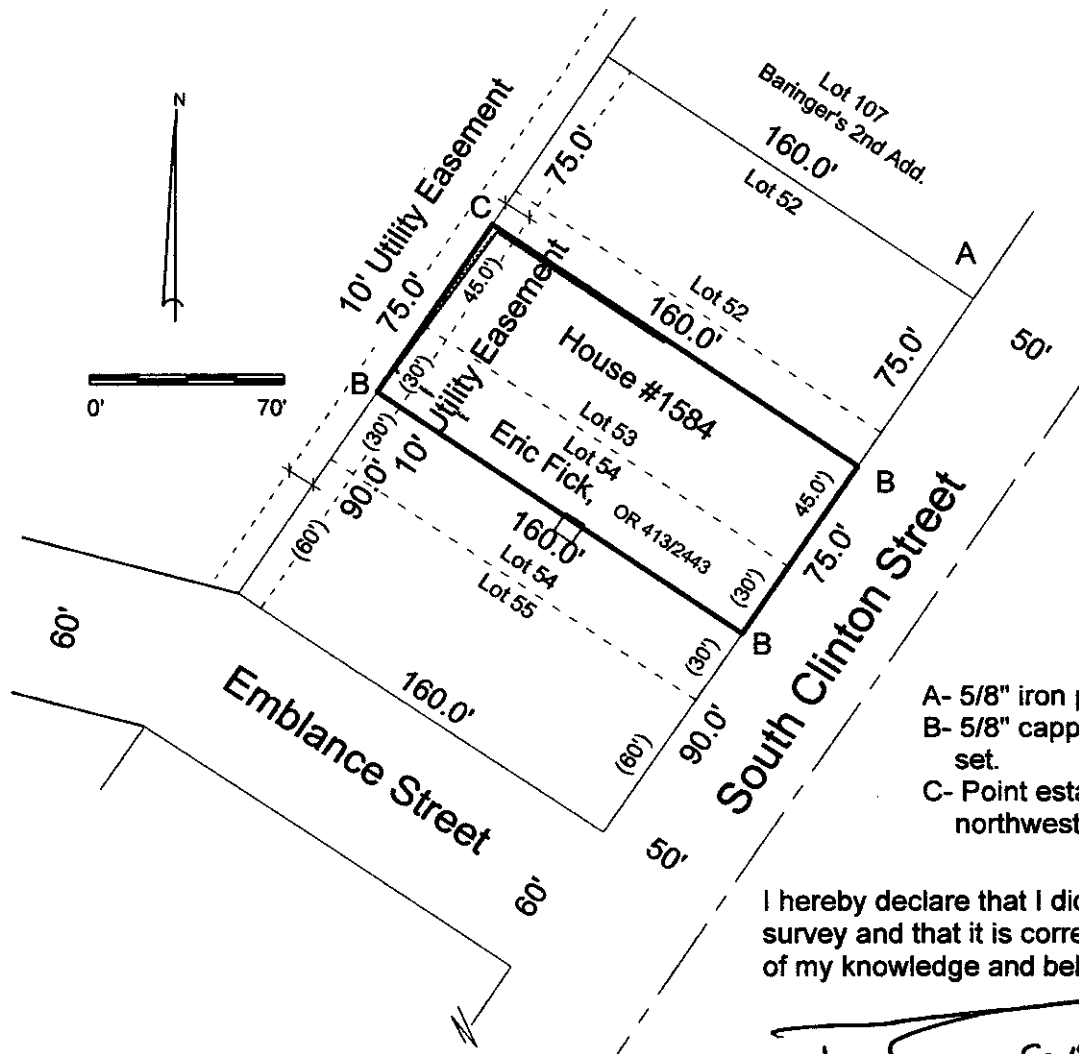 N
0' 70'
Lot 107
Baringer's 2nd Add.
160.0'
Lot 52
75.0'
A
10' Utility Easement
C
75.0'
45.0')
Lot 52
160.0'
75.0'
50'
House #1584
10' Utility Easement
B
(30')
Lot 53
Lot 54
Eric Fick,
OR 413/2443
45.0')
B
75.0'
(30')
(30')
90.0'
160.0'
Lot 54
Lot 55
(30')
B
(60')
60'
Emblance Street
160.0'
(60')
90.0'
South Clinton Street
50'
60'
A- 5/8" iron
B- 5/8" capp
set.
C- Point esta
northwest
I hereby declare that I did
survey and that it is corre
of my knowledge and bel